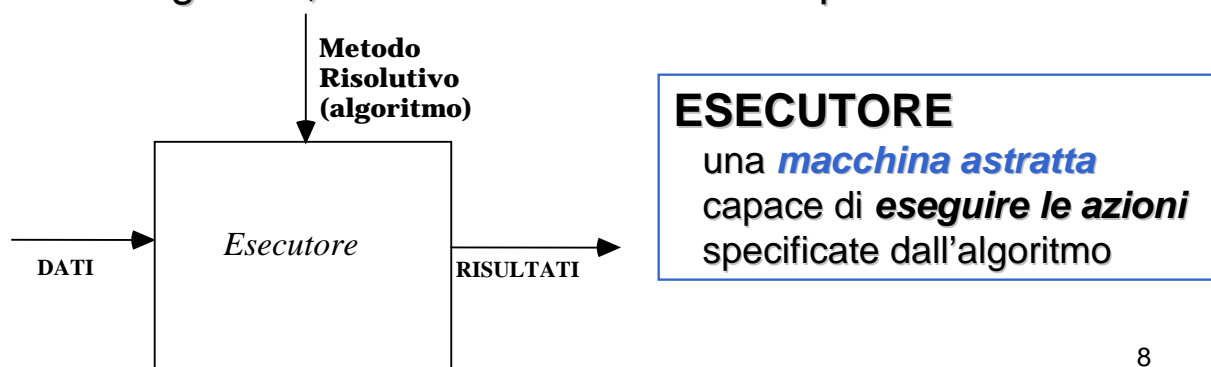 Metodo
Risolutivo
(algoritmo)
Esecutore
DATI
RISULTATI
ESECUTORE
una macchina astratta
capace di eseguire le azioni
specificate dall'algoritmo
8